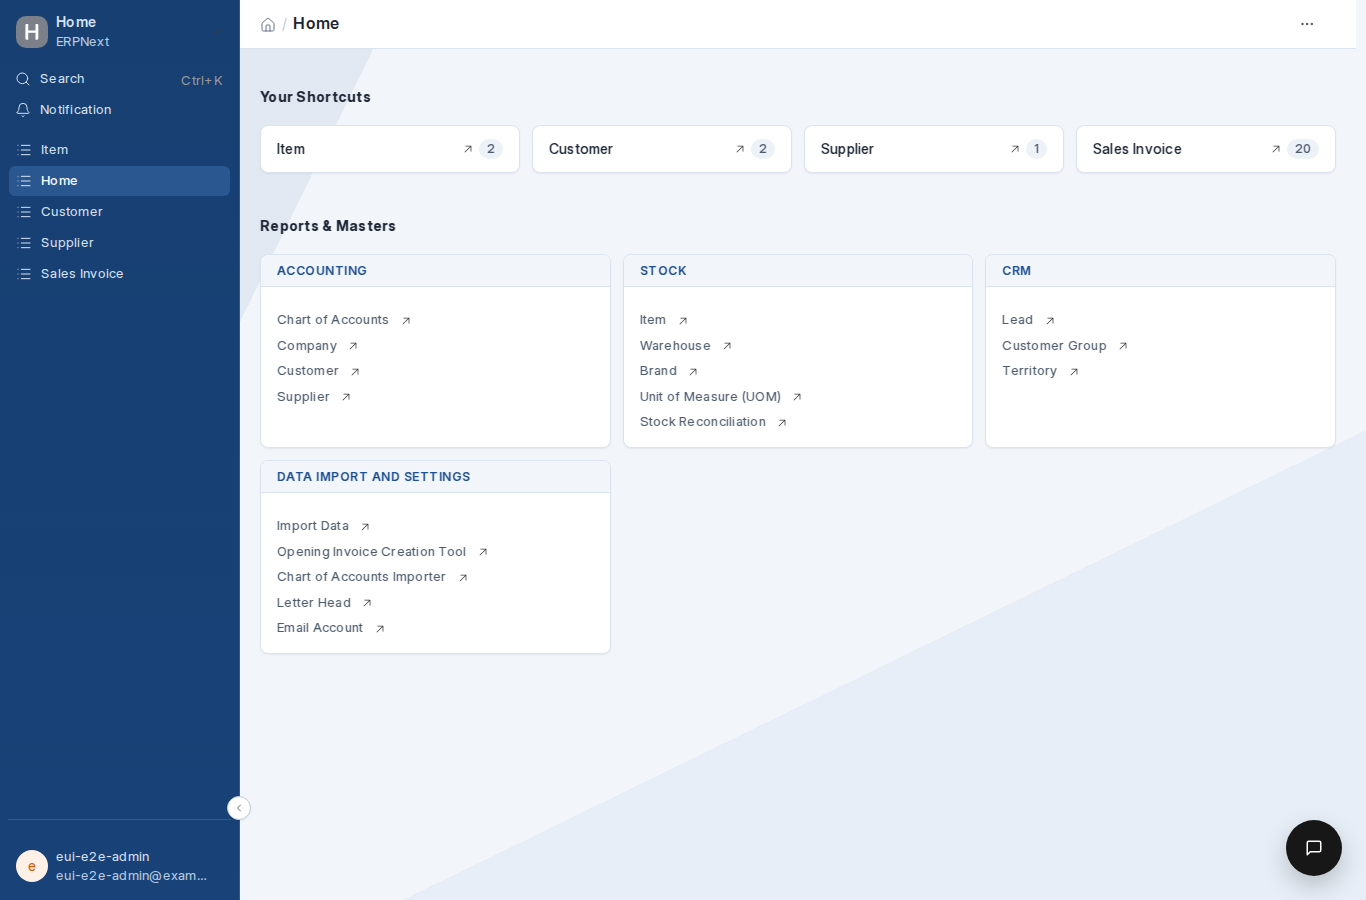 H
Home
ERPNext
Search Ctrl+K
Notification
Item
Home
Customer
Supplier
Sales Invoice
eui-e2e-admin
e
eui-e2e-admin@exam...
/ Home
Your Shortcuts
Item 2
Customer 2
Supplier 1
Sales Invoice 20
Reports & Masters
ACCOUNTING
Chart of Accounts
Company
Customer
Supplier
STOCK
Item
Warehouse
Brand
Unit of Measure (UOM)
Stock Reconciliation
CRM
Lead
Customer Group
Territory
DATA IMPORT AND SETTINGS
Import Data
Opening Invoice Creation Tool
Chart of Accounts Importer
Letter Head
Email Account